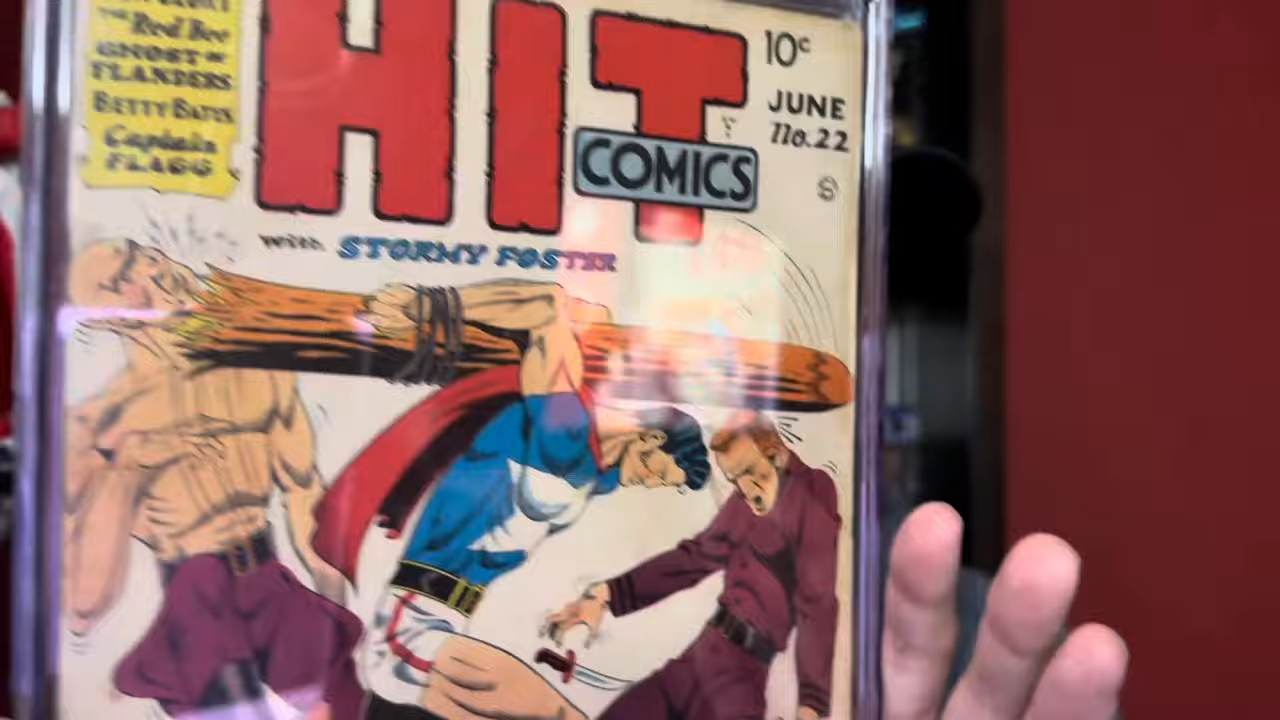 THE Red Bee
GHOST OF
FLANDERS
BETTY BATES
Captain
FLAGG
HIT
COMICS
10¢
JUNE
No.22
with STORMY FOSTER